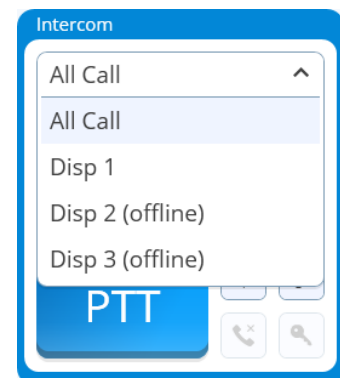 Intercom
All Call
All Call
Disp 1
Disp 2 (offline)
Disp 3 (offline)
PTT